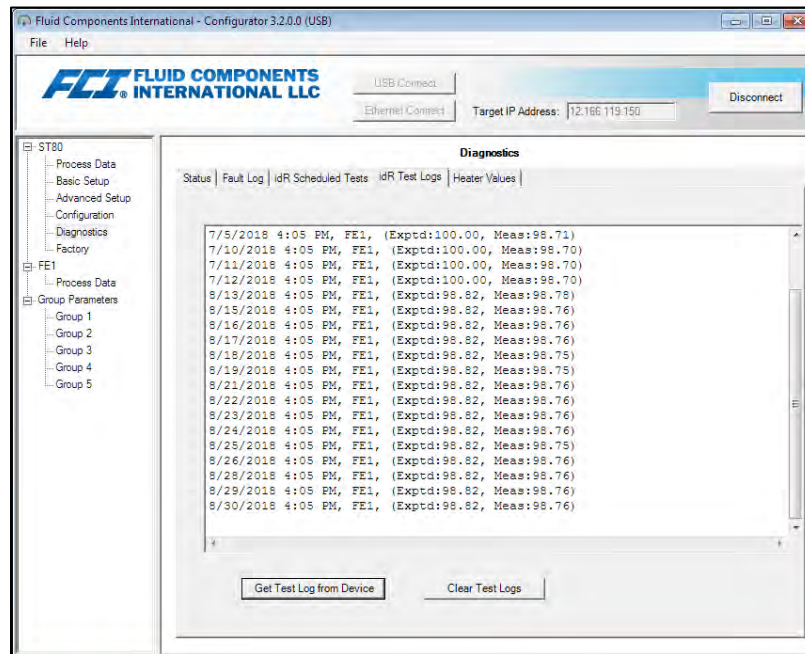 Fluid Components International - Configurator 3.2.0.0 (USB)
File Help
FCI® FLUID COMPONENTS
INTERNATIONAL LLC
USB Connect
Ethernet Connect
Target IP Address: 12.166.119.150
Disconnect
ST80
Process Data
Basic Setup
Advanced Setup
Configuration
Diagnostics
Factory
FE1
Process Data
Group Parameters
Group 1
Group 2
Group 3
Group 4
Group 5
Diagnostics
Status Fault Log idR Scheduled Tests idR Test Logs Heater Values
7/5/2018 4:05 PM, FE1, (Exptd:100.00, Meas:98.71)
7/10/2018 4:05 PM, FE1, (Exptd:100.00, Meas:98.70)
7/11/2018 4:05 PM, FE1, (Exptd:100.00, Meas:98.70)
7/12/2018 4:05 PM, FE1, (Exptd:100.00, Meas:98.70)
8/13/2018 4:05 PM, FE1, (Exptd:98.82, Meas:98.78)
8/15/2018 4:05 PM, FE1, (Exptd:98.82, Meas:98.76)
8/16/2018 4:05 PM, FE1, (Exptd:98.82, Meas:98.76)
8/17/2018 4:05 PM, FE1, (Exptd:98.82, Meas:98.76)
8/18/2018 4:05 PM, FE1, (Exptd:98.82, Meas:98.75)
8/19/2018 4:05 PM, FE1, (Exptd:98.82, Meas:98.75)
8/21/2018 4:05 PM, FE1, (Exptd:98.82, Meas:98.76)
8/22/2018 4:05 PM, FE1, (Exptd:98.82, Meas:98.76)
8/23/2018 4:05 PM, FE1, (Exptd:98.82, Meas:98.76)
8/24/2018 4:05 PM, FE1, (Exptd:98.82, Meas:98.76)
8/25/2018 4:05 PM, FE1, (Exptd:98.82, Meas:98.75)
8/26/2018 4:05 PM, FE1, (Exptd:98.82, Meas:98.76)
8/28/2018 4:05 PM, FE1, (Exptd:98.82, Meas:98.76)
8/29/2018 4:05 PM, FE1, (Exptd:98.82, Meas:98.76)
8/30/2018 4:05 PM, FE1, (Exptd:98.82, Meas:98.76)
Get Test Log from Device Clear Test Logs